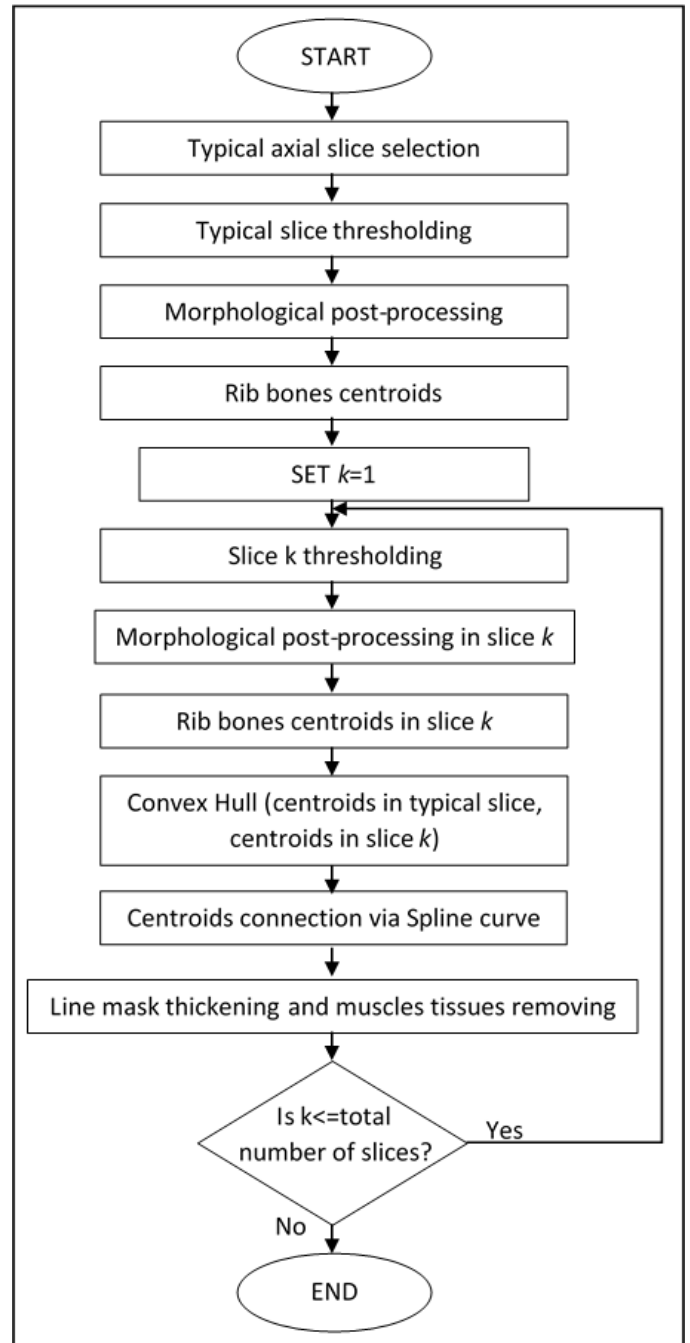 START
Typical axial slice selection
Typical slice thresholding
Morphological post-processing
Rib bones centroids
SET k=1
Slice k thresholding
Morphological post-processing in slice k
Rib bones centroids in slice k
Convex Hull (centroids in typical slice,
centroids in slice k)
Centroids connection via Spline curve
Line mask thickening and muscles tissues removing
Is k<=total
number of slices?
Yes
No
END